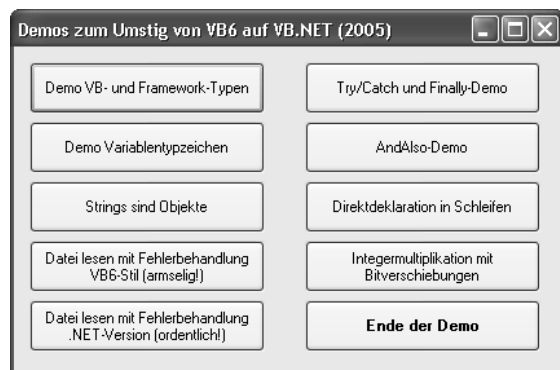 Demos zum Umstig von VB6 auf VB.NET (2005)
Demo VB- und Framework-Typen
Try/Catch und Finally-Demo
Demo Variablentypzeichen
AndAlso-Demo
Strings sind Objekte
Direktdeklaration in Schleifen
Datei lesen mit Fehlerbehandlung
VB6-Stil (armselig!)
Integermultiplikation mit
Bitverschiebungen
Datei lesen mit Fehlerbehandlung
.NET-Version (ordentlich!)
Ende der Demo